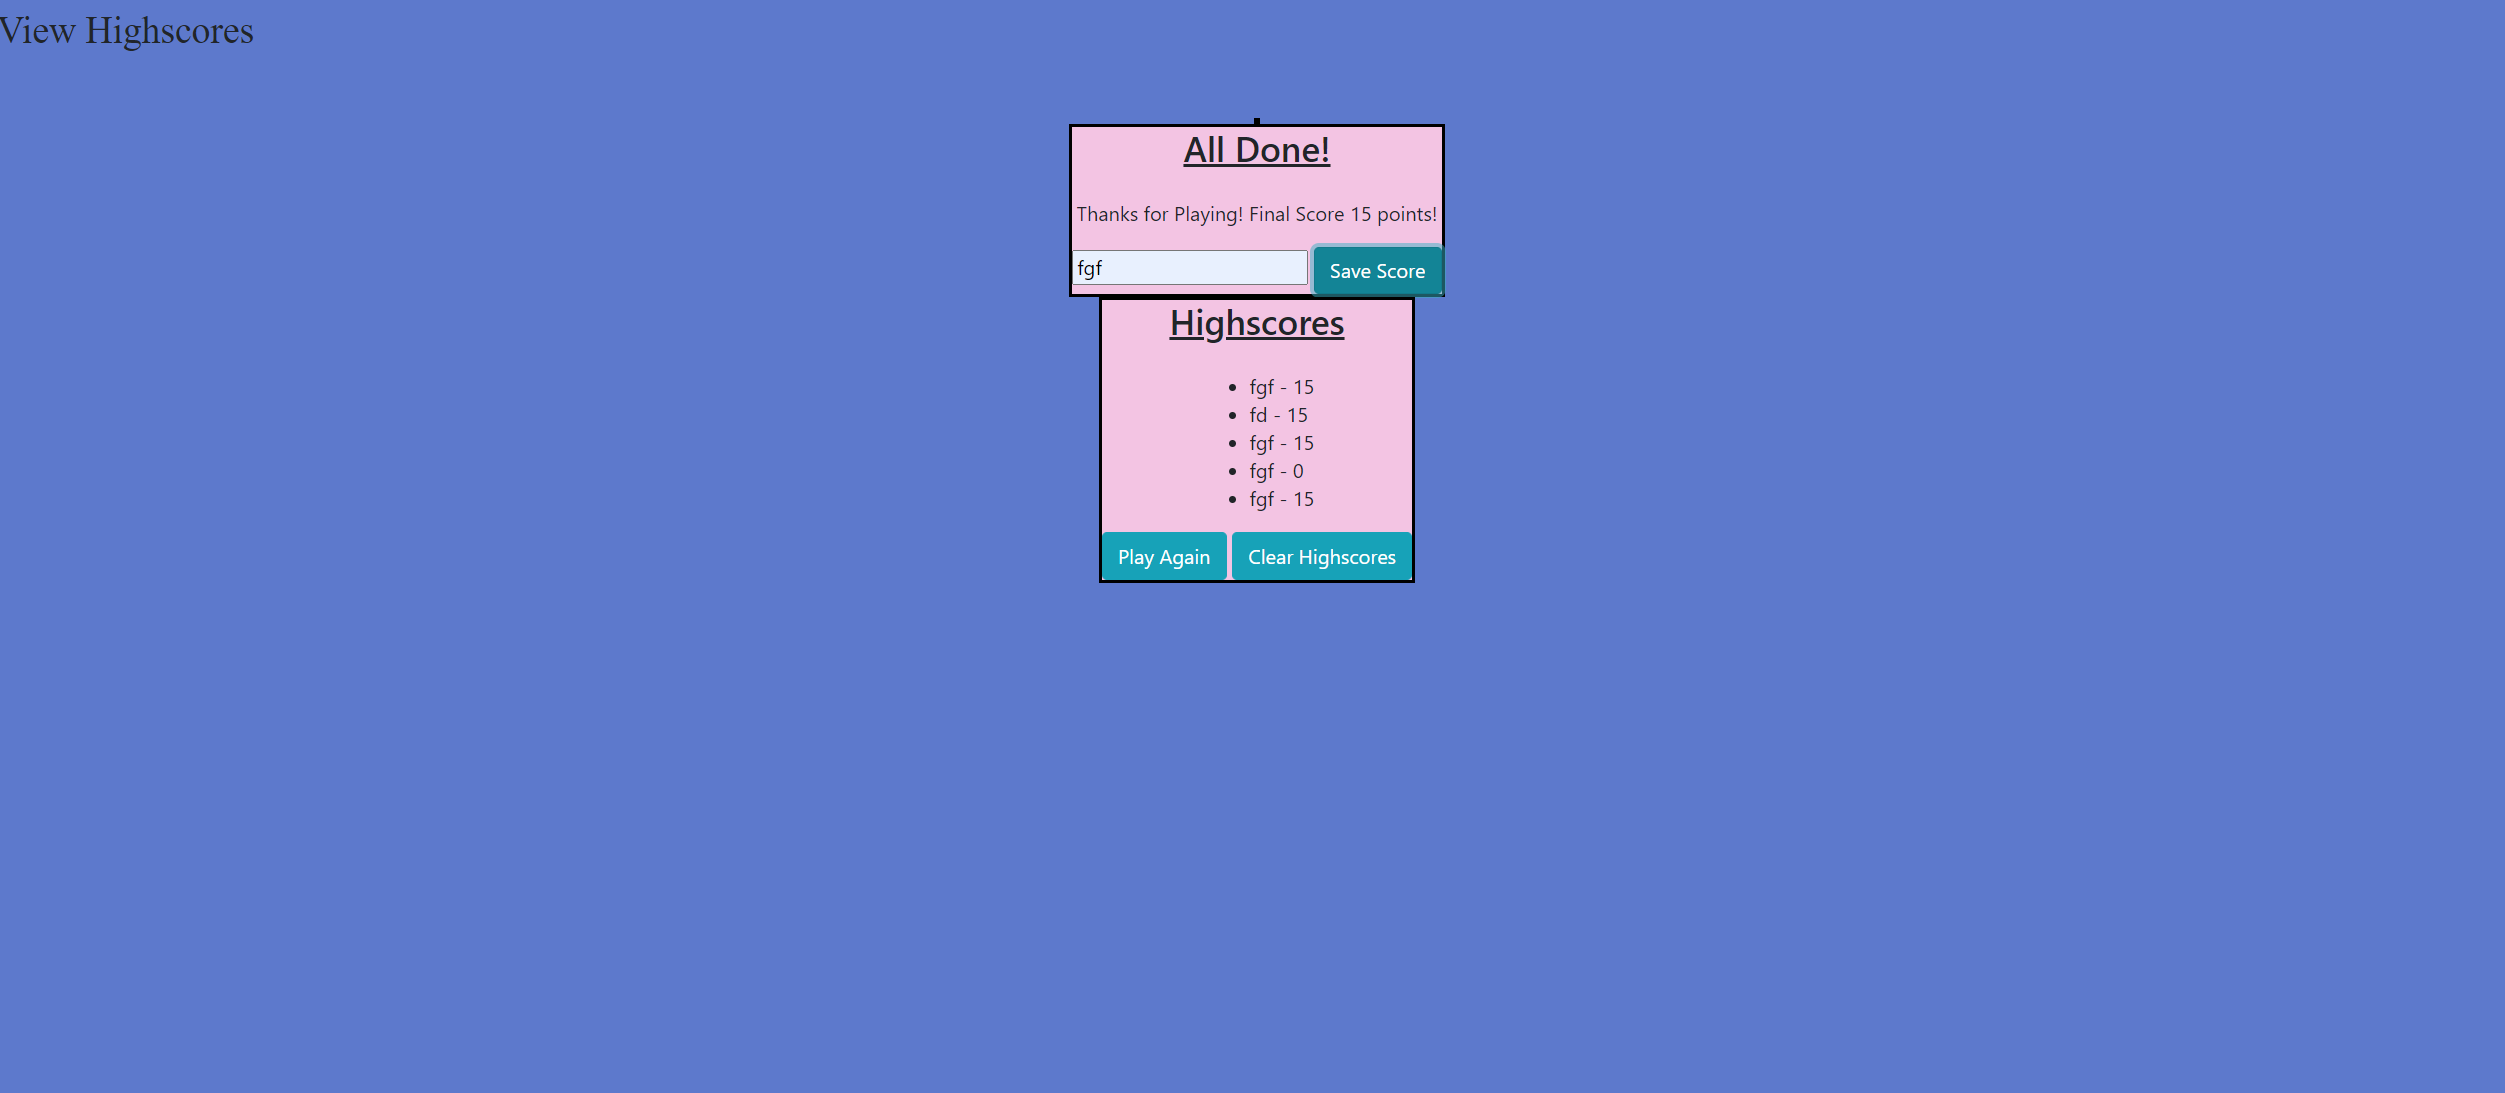 View Highscores
All Done!
Thanks for Playing! Final Score 15 points!
fgf
Save Score
Highscores
fgf - 15
fd - 15
fgf - 15
fgf - 0
fgf - 15
Play Again
Clear Highscores